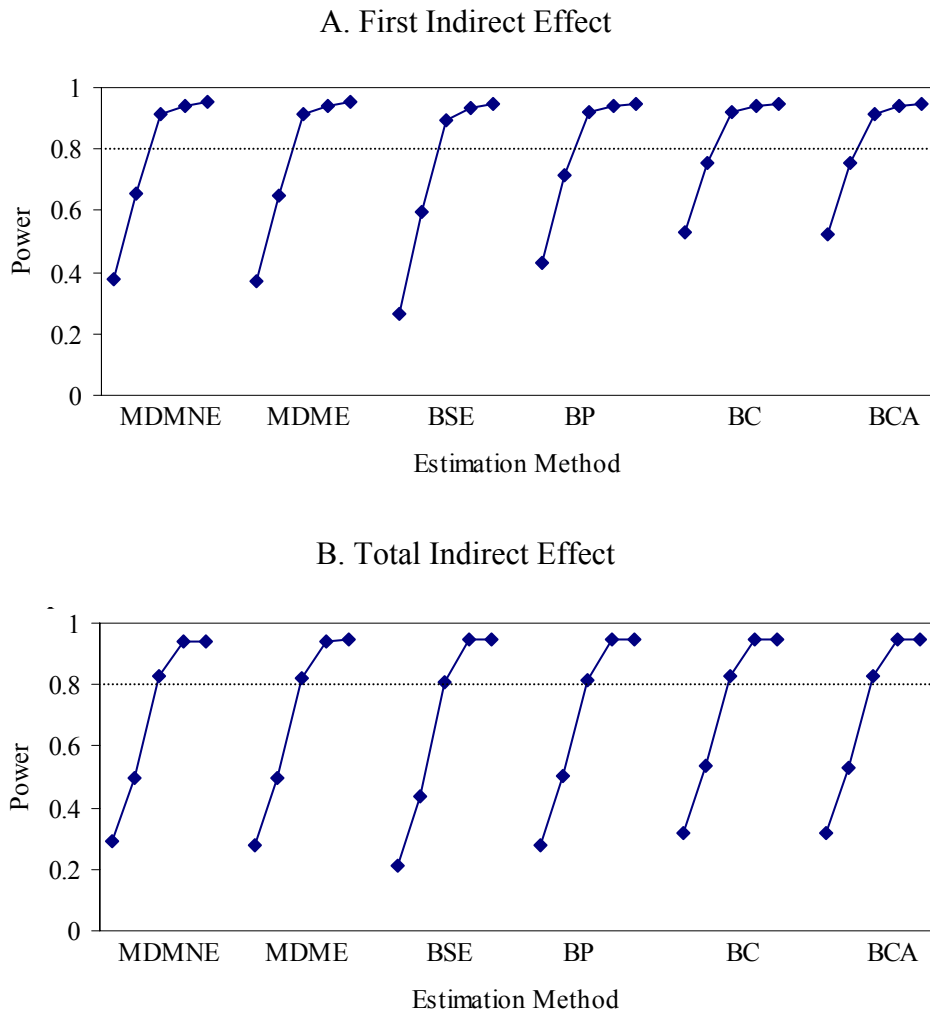 A. First Indirect Effect
1
0.8
0.6
0.4
0.2
0
Power
MDMNE MDME BSE BP BC BCA
Estimation Method
B. Total Indirect Effect
1
0.8
0.6
0.4
0.2
0
Power
MDMNE MDME BSE BP BC BCA
Estimation Method